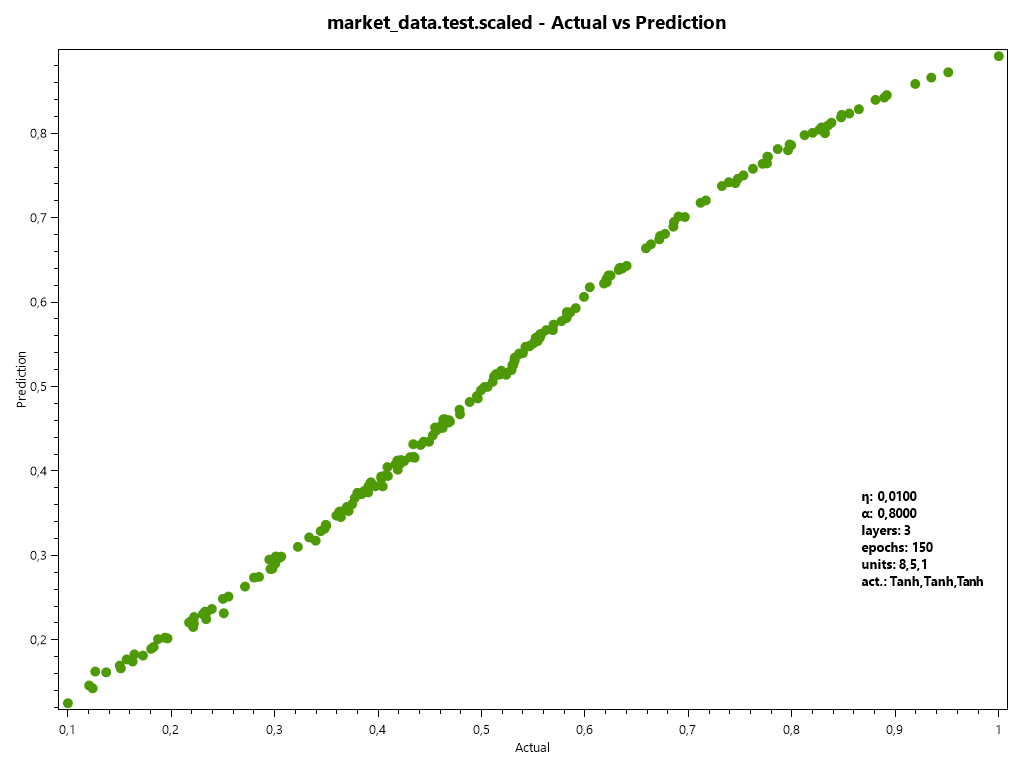 market_data.test.scaled - Actual vs Prediction
Prediction
0,8
0,7
0,6
0,5
0,4
0,3
0,2
η: 0,0100
α: 0,8000
layers: 3
epochs: 150
units: 8,5,1
act.: Tanh,Tanh,Tanh
0,1 0,2 0,3 0,4 0,5 0,6 0,7 0,8 0,9 1
Actual